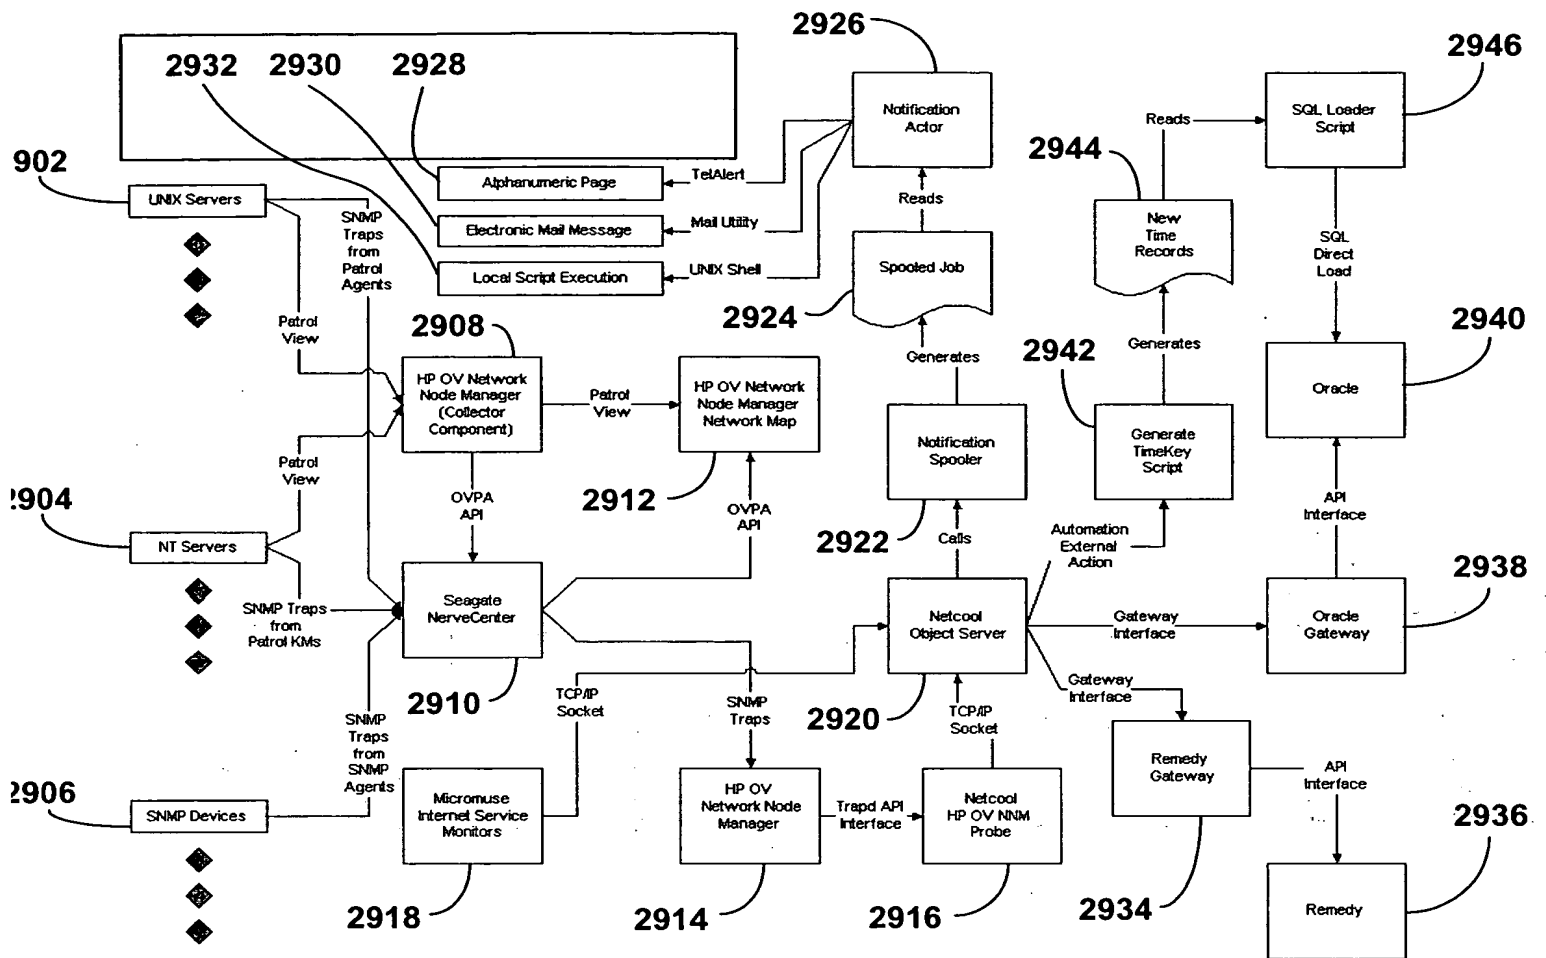 2926
2946
2932
2930
2928
Notification
Actor
SQL Loader
Script
Reads
2944
902
Alphanumeric Page
TelAlert
UNIX Servers
SNMP
Traps
from
Patrol
Agents
Electronic Mail Message
Mail Utility
Reads
New
Time
Records
SQL
Direct
Load
Local Script Execution
UNIX Shell
Spooled Job
2924
Patrol
View
2908
2940
2942
Generates
Generates
HP OV Network
Node Manager
(Collector
Component)
Patrol
View
HP OV Network
Node Manager
Network Map
Oracle
Notification
Spooler
Generate
TimeKey
Script
Patrol
View
2904
2912
OVPA
API
OVPA
API
API
Interface
NT Servers
2922
Calls
Automation
External
Action
2938
Seagate
NerveCenter
SNMP Traps
from
Patrol KMs
Netcool
Object Server
Gateway
Interface
Oracle
Gateway
2910
TCP/IP
Socket
SNMP
Traps
2920
TCP/IP
Socket
Gateway
Interface
SNMP
Traps
from
SNMP
Agents
Remedy
Gateway
API
Interface
2906
SNMP Devices
Micromuse
Internet Service
Monitors
HP OV
Network Node
Manager
Trapd API
Interface
Netcool
HP OV NNM
Probe
2936
2918
2914
2916
2934
Remedy